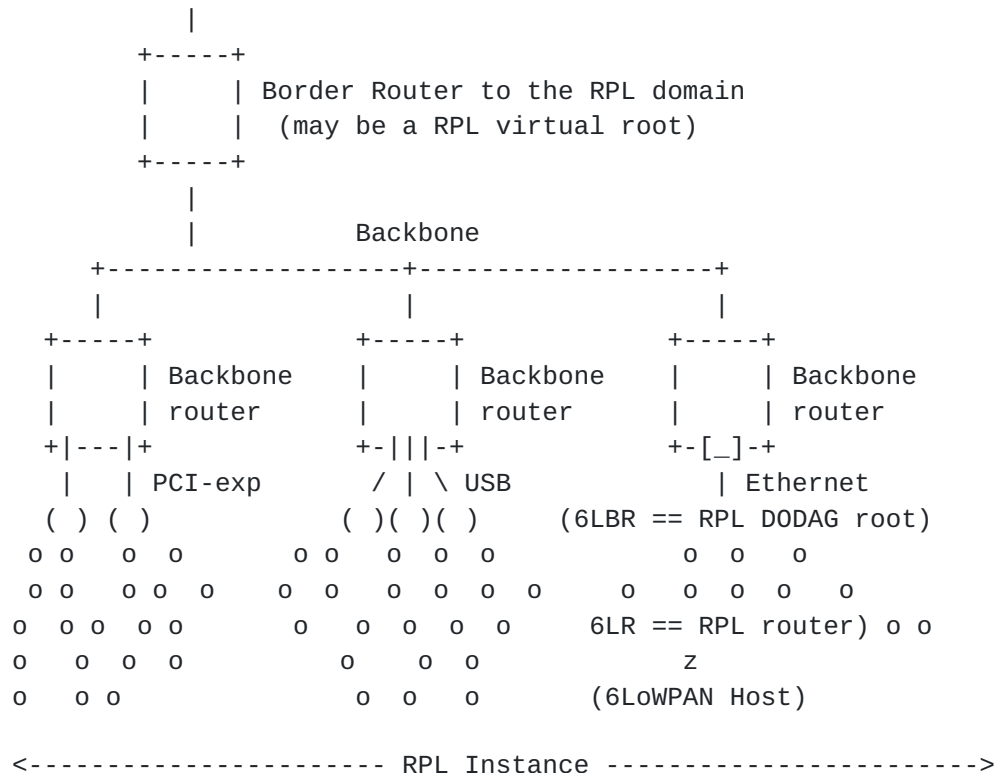 Border Router to the RPL domain
(may be a RPL virtual root)
Backbone
Backbone Backbone Backbone
router router router
PCI-exp USB Ethernet
( ) ( ) ( )( )( ) (6LBR == RPL DODAG root)
o o o o o o o o o o o o
o o o o o o o o o o o o o o o o o
o o o o o o o o o o 6LR == RPL router) o o
o o o o o o o z
o o o o o o (6LoWPAN Host)
<----------------------- RPL Instance ------------------------>